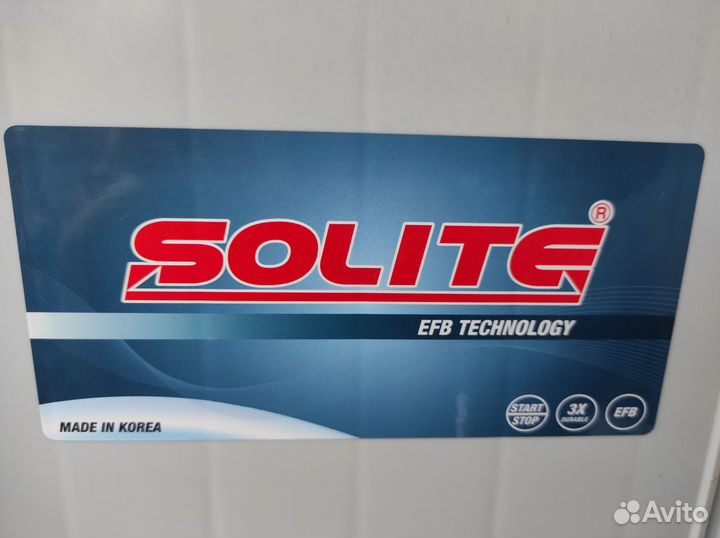 SOLITE®
EFB TECHNOLOGY
START STOP
3X DURABLE
EFB
MADE IN KOREA
Avito